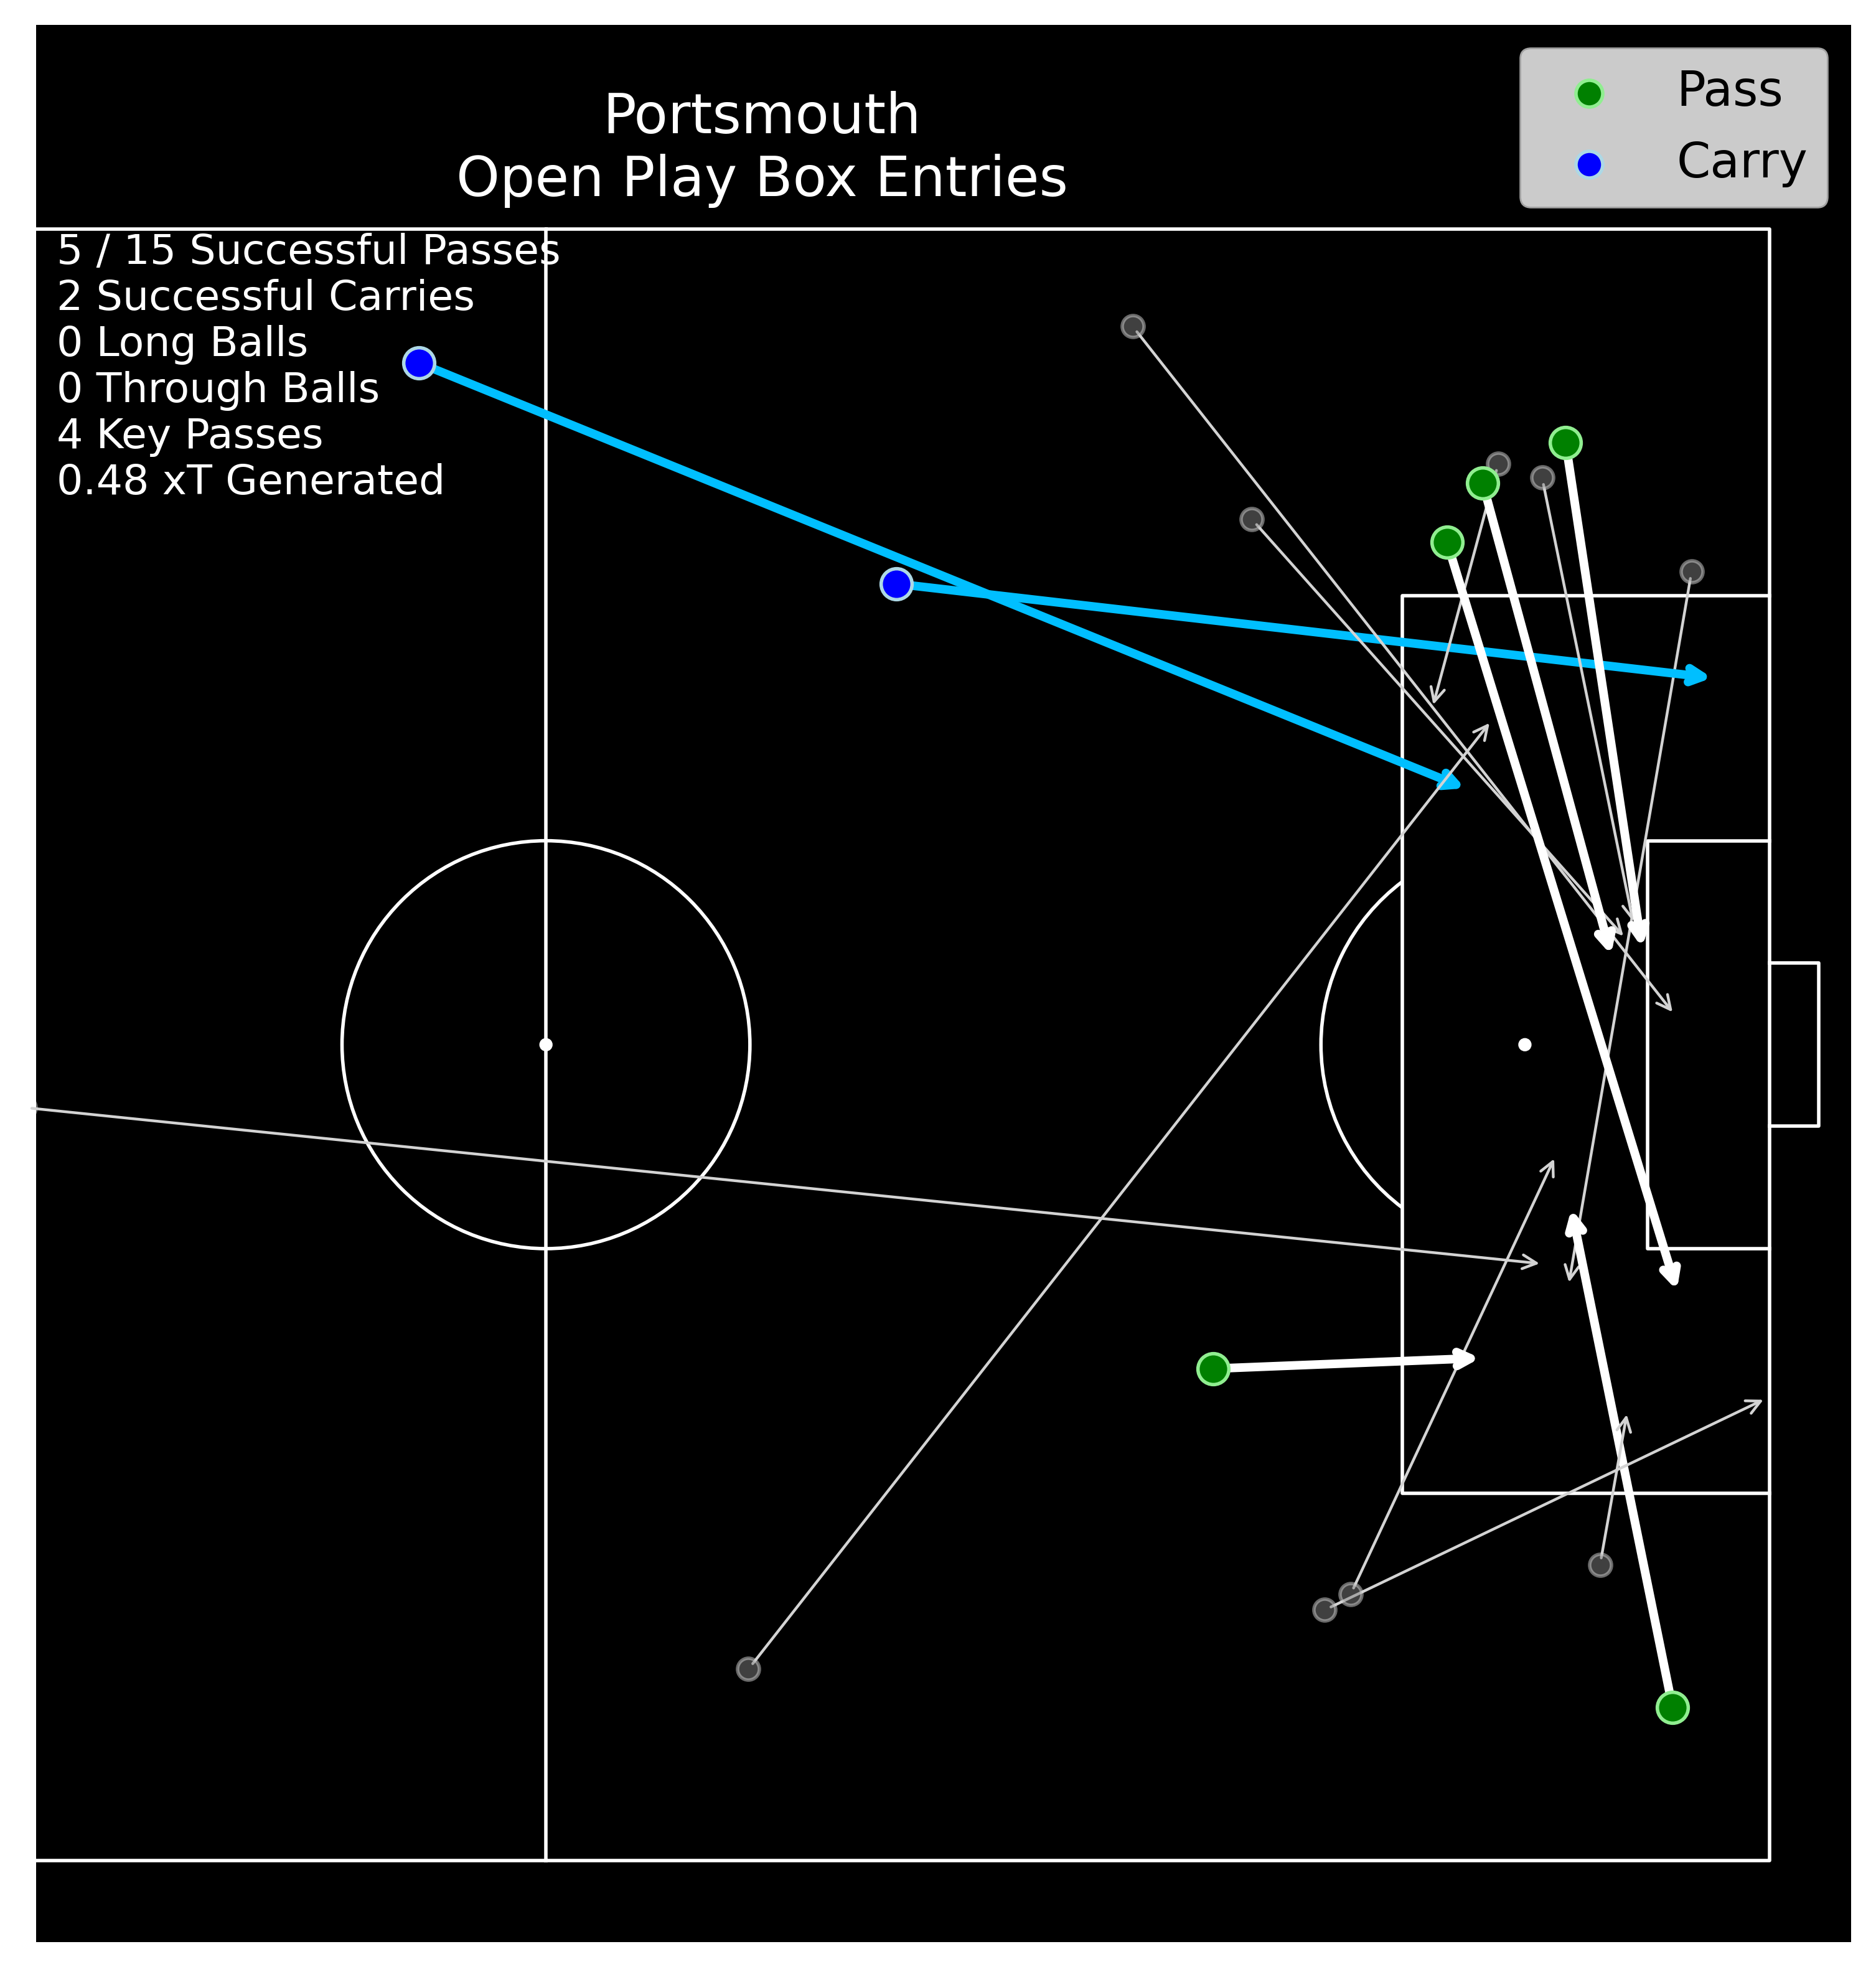 Portsmouth
Open Play Box Entries
Pass
Carry
5 / 15 Successful Passes
2 Successful Carries
0 Long Balls
0 Through Balls
4 Key Passes
0.48 xT Generated